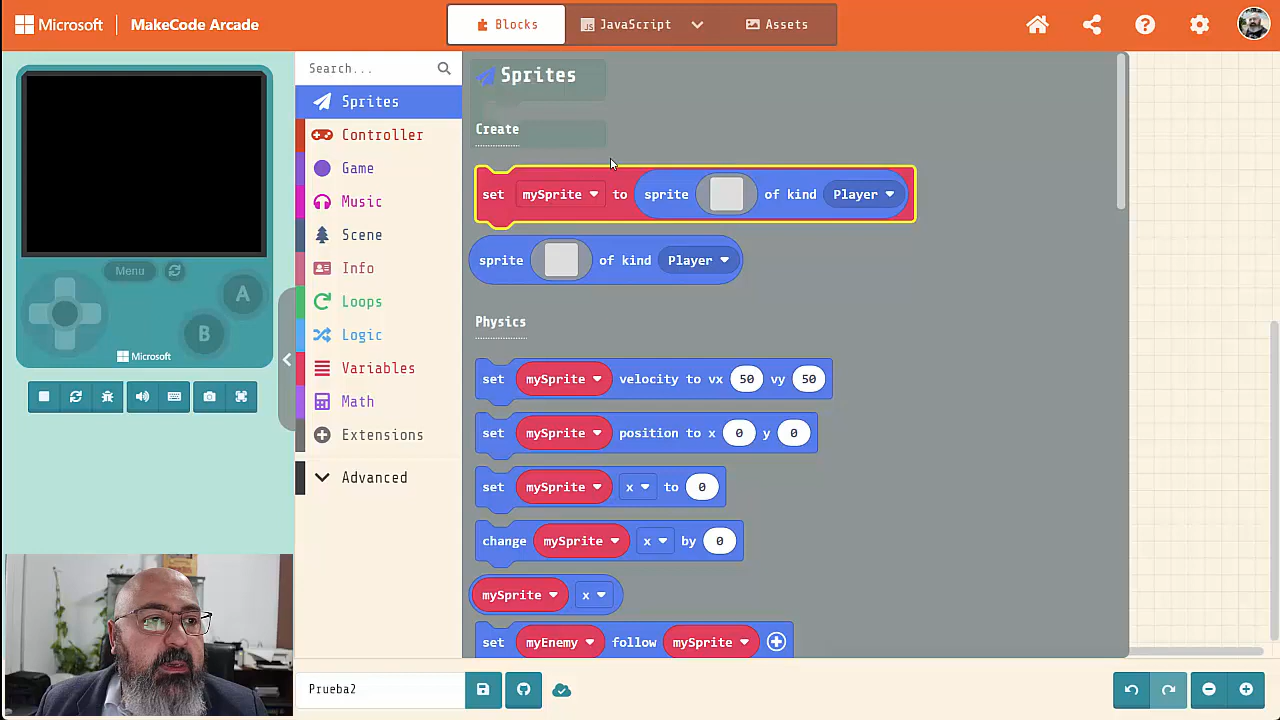 Microsoft MakeCode Arcade Blocks JavaScript Assets
Search...
Sprites
Controller
Game
Music
Scene
Info
Loops
Logic
Variables
Math
Extensions
Advanced
Menu
A
B
Microsoft
Sprites
Create
set mySprite to sprite of kind Player
sprite of kind Player
Physics
set mySprite velocity to vx 50 vy 50
set mySprite position to x 0 y 0
set mySprite x to 0
change mySprite x by 0
mySprite x
set myEnemy follow mySprite
Prueba2